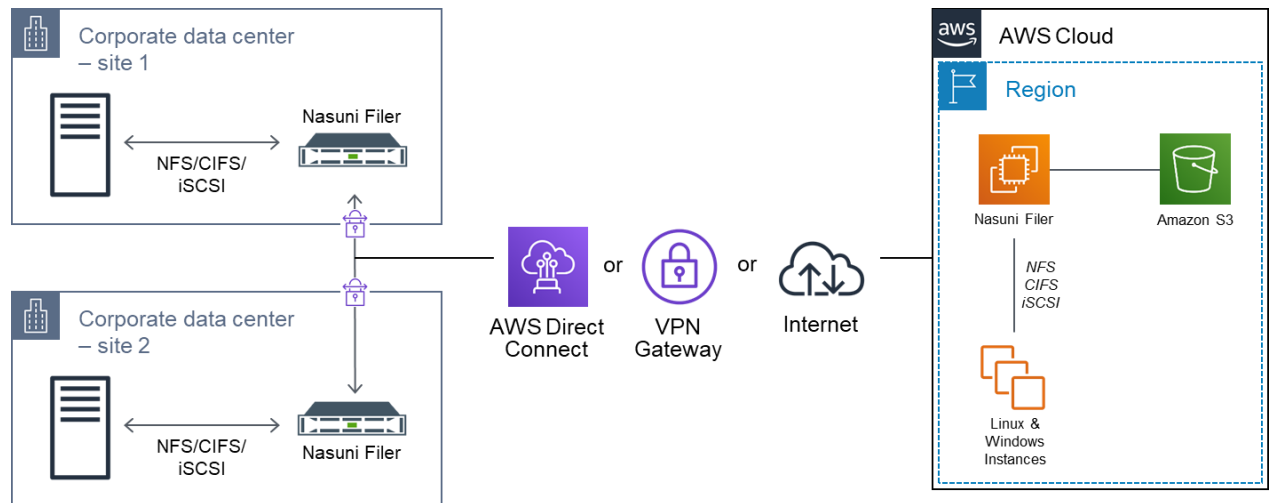 Corporate data center
– site 1
Nasuni Filer
NFS/CIFS/
iSCSI
Corporate data center
– site 2
NFS/CIFS/
iSCSI
Nasuni Filer
AWS Direct
Connect
or
VPN
Gateway
or
Internet
aws
AWS Cloud
Region
Nasuni Filer
Amazon S3
NFS
CIFS
iSCSI
Linux &
Windows
Instances